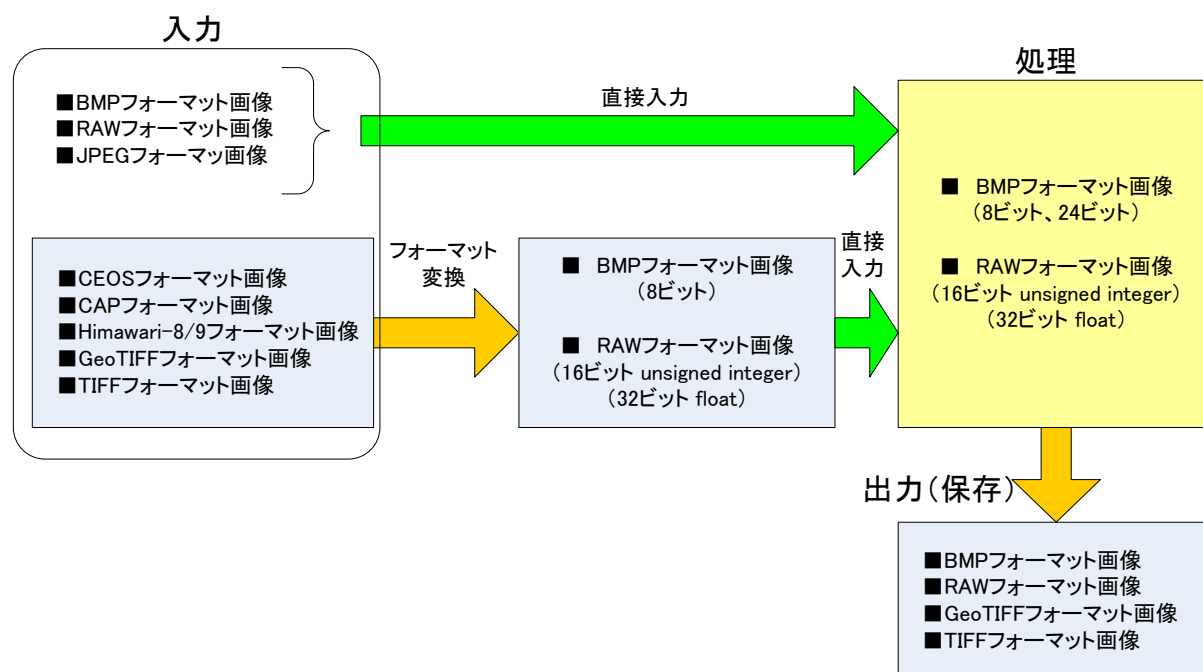 入力
■BMPフォーマット画像
■RAWフォーマット画像
■JPEGフォーマッ画像
直接入力
処理
■ BMPフォーマット画像
（8ビット、24ビット）
■ RAWフォーマット画像
（16ビット unsigned integer）
（32ビット float）
■CEOSフォーマット画像
■CAPフォーマット画像
■Himawari-8/9フォーマット画像
■GeoTIFFフォーマット画像
■TIFFフォーマット画像
フォーマット
変換
■ BMPフォーマット画像
（8ビット）
■ RAWフォーマット画像
（16ビット unsigned integer）
（32ビット float）
直接
入力
出力（保存）
■BMPフォーマット画像
■RAWフォーマット画像
■GeoTIFFフォーマット画像
■TIFFフォーマット画像